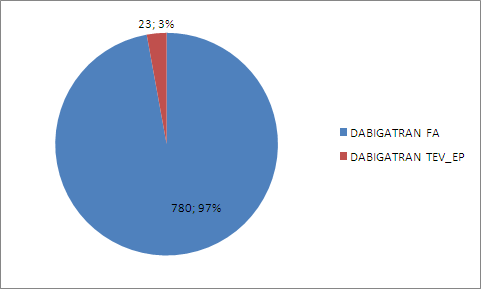 23; 3%
780; 97%
DABIGATRAN FA
DABIGATRAN TEV_EP